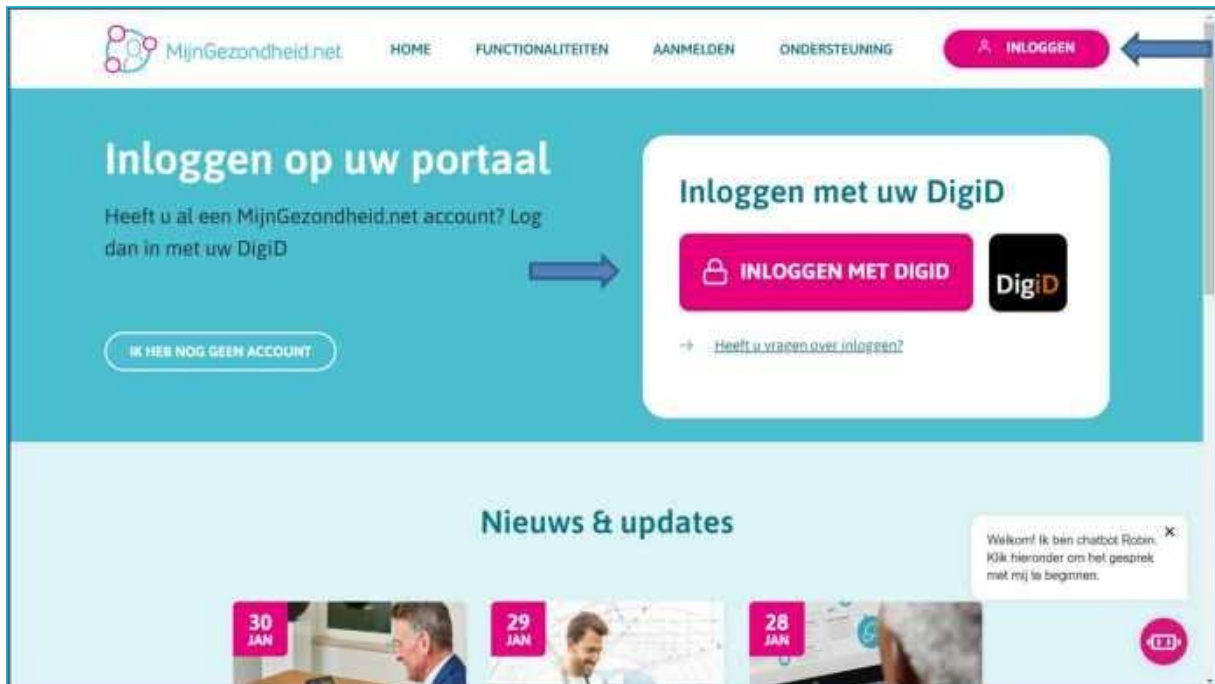 MijnGezondheid.net
HOME FUNCTIONALITEITEN AANMELDEN ONDERSTEUNING INLOGGEN
Inloggen op uw portaal
Heeft u al een MijnGezondheid.net account? Log
dan in met uw DigiD
IK HEB NOG GEEN ACCOUNT
Inloggen met uw DigiD
INLOGGEN MET DIGID
DigiD
Heeft u vragen over inloggen?
Nieuws & updates
Welkom! Ik ben chatbot Robin.
Klik hieronder om het gesprek
met mij te beginnen.
30
JAN
29
JAN
28
JAN